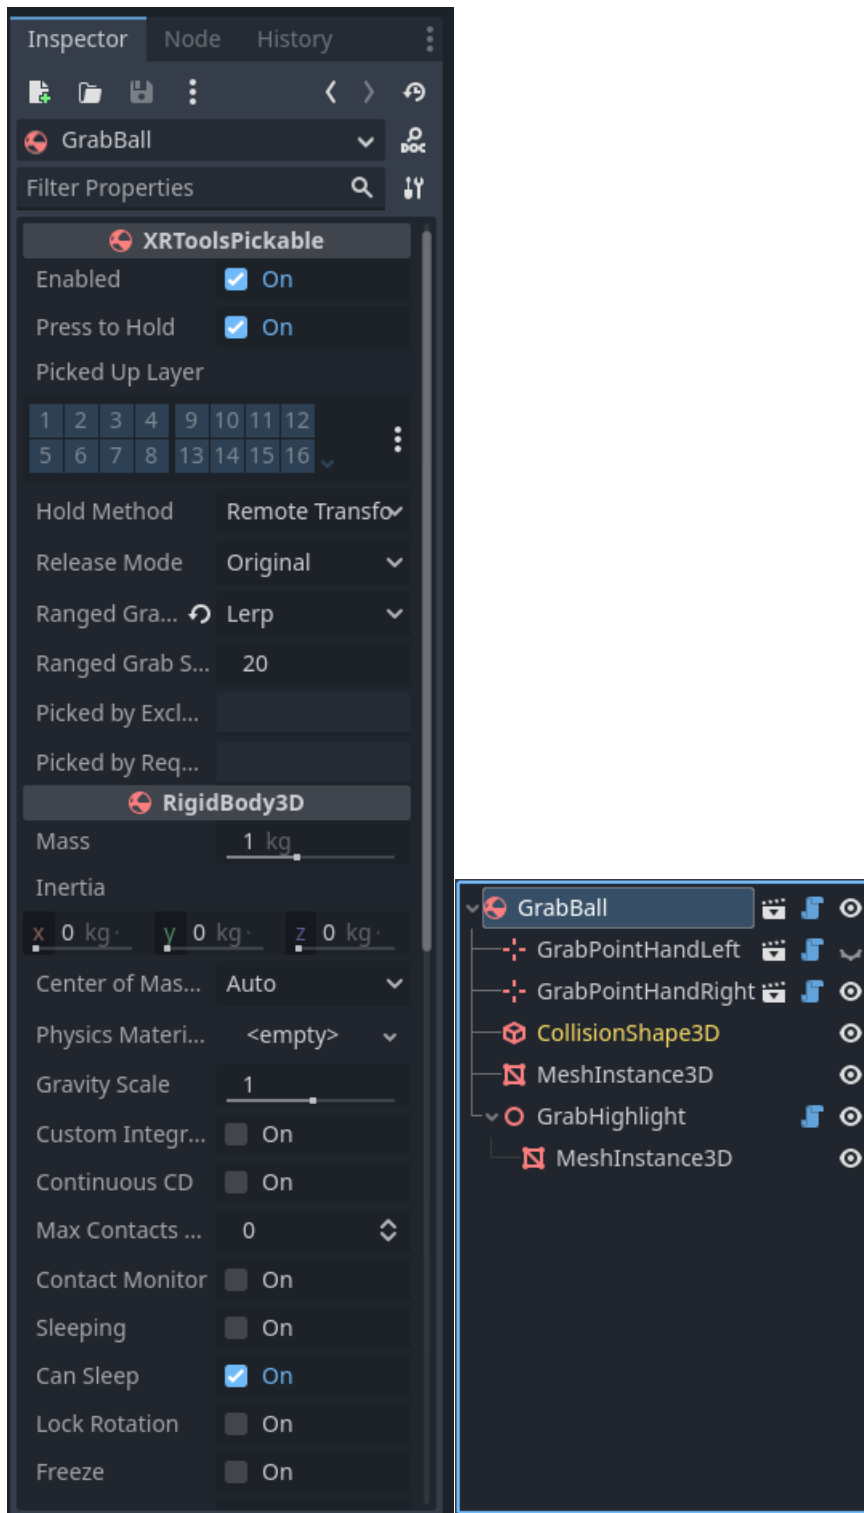 Inspector Node History
GrabBall
DOC
Filter Properties
XRToolsPickable
Enabled On
Press to Hold On
Picked Up Layer
1 2 3 4 9 10 11 12
5 6 7 8 13 14 15 16
Hold Method Remote Transfo
Release Mode Original
Ranged Gra... Lerp
Ranged Grab S... 20
Picked by Excl...
Picked by Req...
RigidBody3D
Mass 1 kg
Inertia
x 0 kg· y 0 kg· z 0 kg·
Center of Mas... Auto
Physics Materi... <empty>
Gravity Scale 1
Custom Integr... On
Continuous CD On
Max Contacts ... 0
Contact Monitor On
Sleeping On
Can Sleep On
Lock Rotation On
Freeze On
GrabBall
GrabPointHandLeft
GrabPointHandRight
CollisionShape3D
MeshInstance3D
GrabHighlight
MeshInstance3D